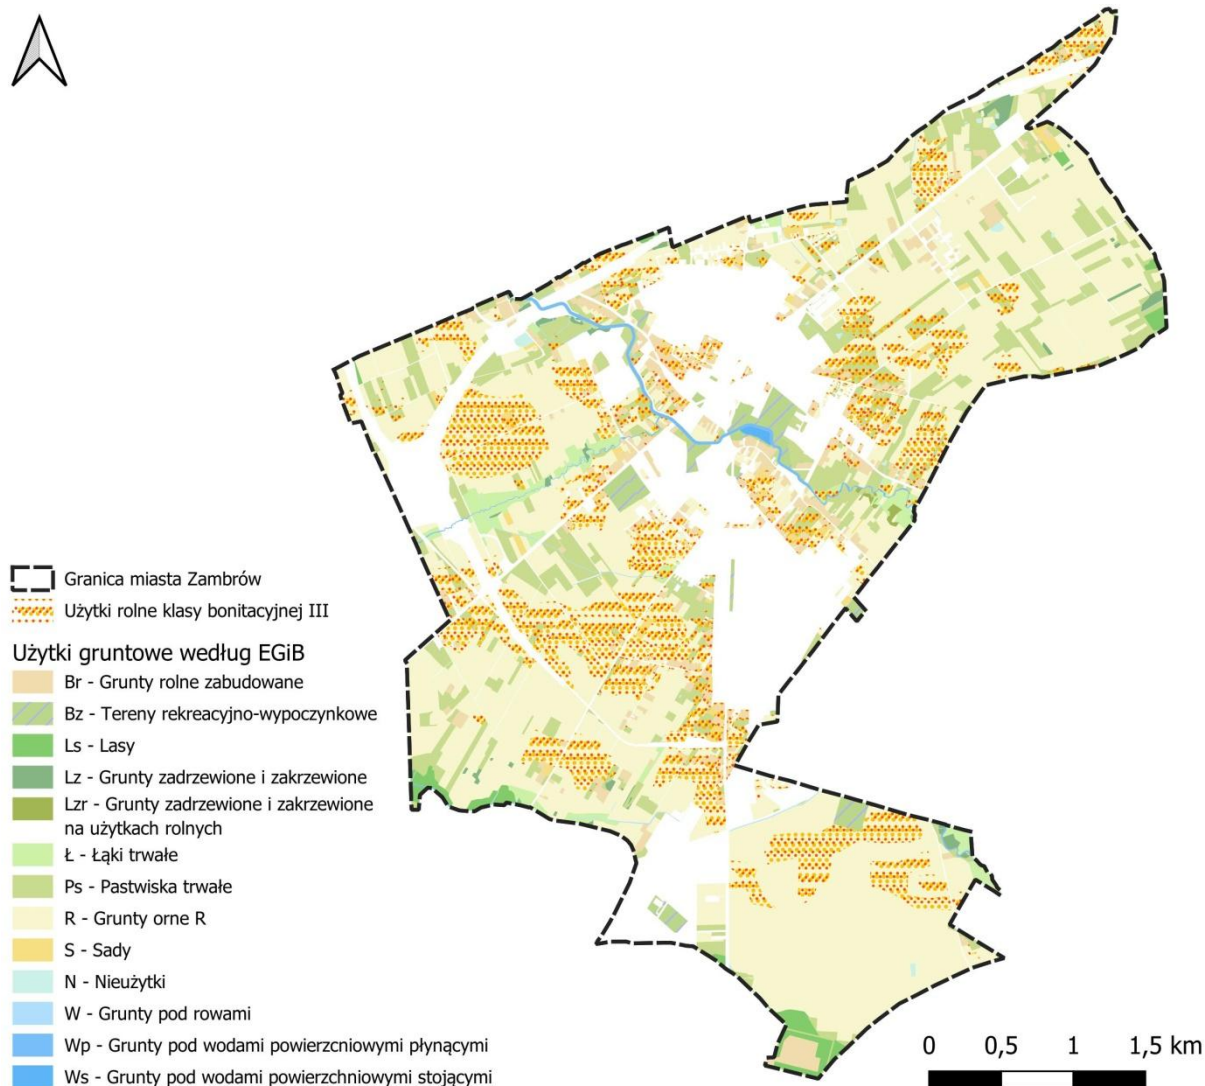 Granica miasta Zambrów
Użytki rolne klasy bonitacyjnej III
Użytki gruntowe według EGiB
Br - Grunty rolne zabudowane
Bz - Tereny rekreacyjno-wypoczynkowe
Ls - Lasy
Lz - Grunty zadrzewione i zakrzewione
Lzr - Grunty zadrzewione i zakrzewione
na użytkach rolnych
Ł - Łąki trwałe
Ps - Pastwiska trwałe
R - Grunty orne R
S - Sady
N - Nieużytki
W - Grunty pod rowami
Wp - Grunty pod wodami powierzcniowymi płynącymi
Ws - Grunty pod wodami powierzchniowymi stojącymi
0 0,5 1 1,5 km